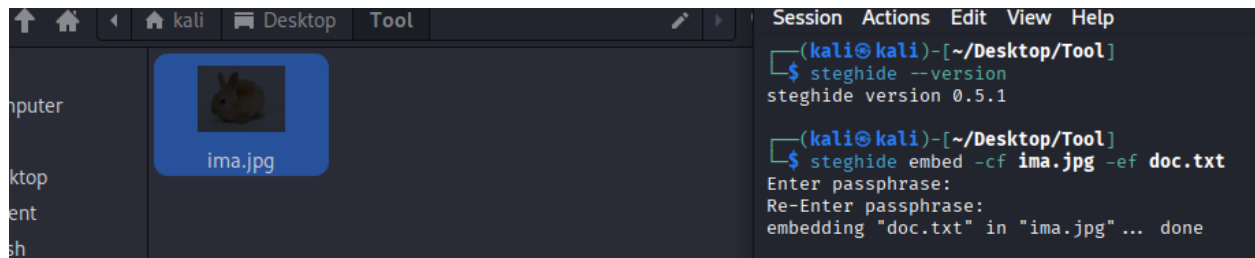 kali Desktop Tool
nputer
ktop
ent
sh
ima.jpg
Session Actions Edit View Help
┌──(kali㉿kali)-[~/Desktop/Tool]
└─$ steghide --version
steghide version 0.5.1
┌──(kali㉿kali)-[~/Desktop/Tool]
└─$ steghide embed -cf ima.jpg -ef doc.txt
Enter passphrase:
Re-Enter passphrase:
embedding "doc.txt" in "ima.jpg"... done